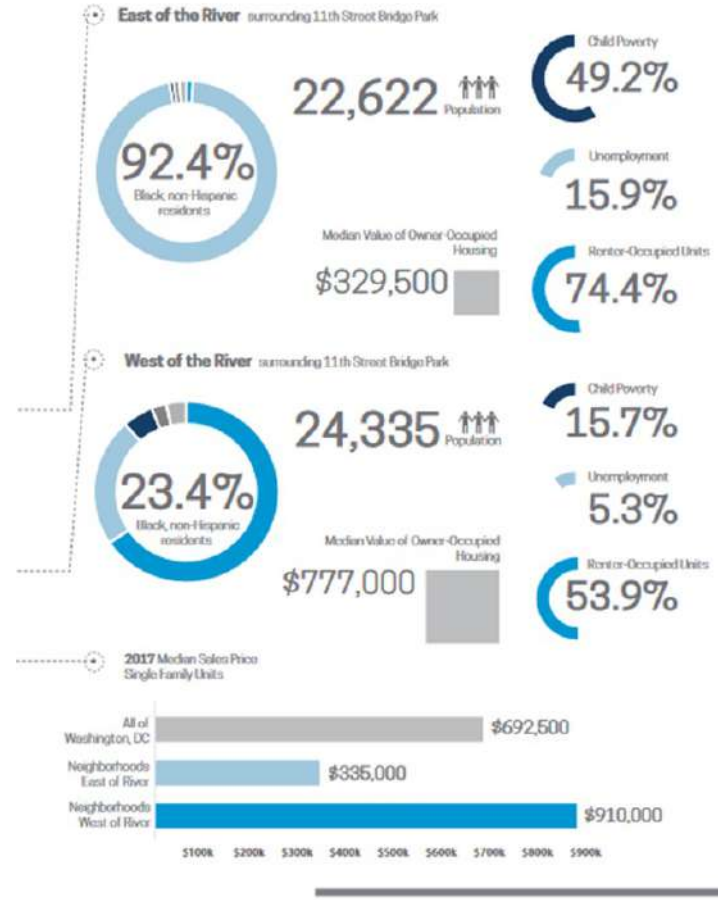 East of the River surrounding 11th Street Bridge Park
92.4%
Black, non-Hispanic
residents
22,622 Population
Median Value of Owner-Occupied
Housing
$329,500
Child Poverty
49.2%
Unemployment
15.9%
Renter-Occupied Units
74.4%
West of the River surrounding 11th Street Bridge Park
23.4%
Black, non-Hispanic
residents
24,335 Population
Median Value of Owner-Occupied
Housing
$777,000
Child Poverty
15.7%
Unemployment
5.3%
Renter-Occupied Units
53.9%
2017 Median Sales Price
Single Family Units
All of
Washington, DC
$692,500
Neighborhoods
East of River
$335,000
Neighborhoods
West of River
$910,000
$100k $200k $300k $400k $500k $600k $700k $800k $900k